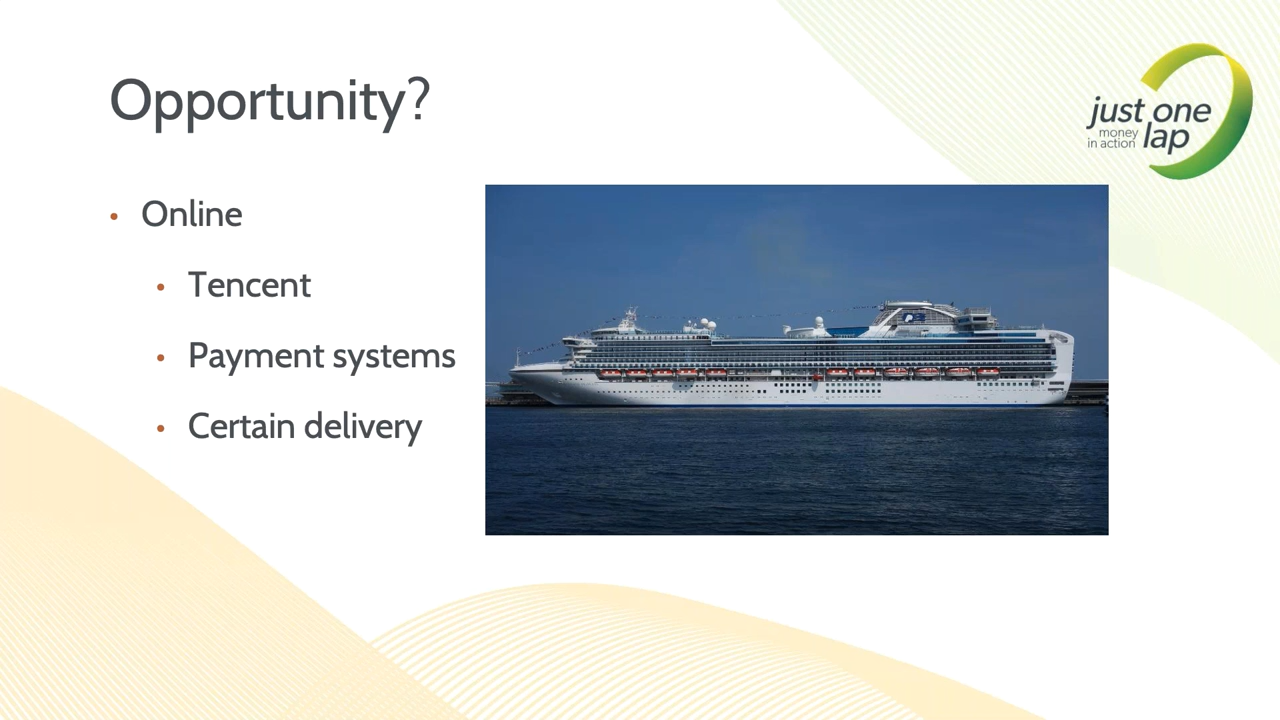 Opportunity?
just one
money
in action
lap
• Online
• Tencent
• Payment systems
• Certain delivery